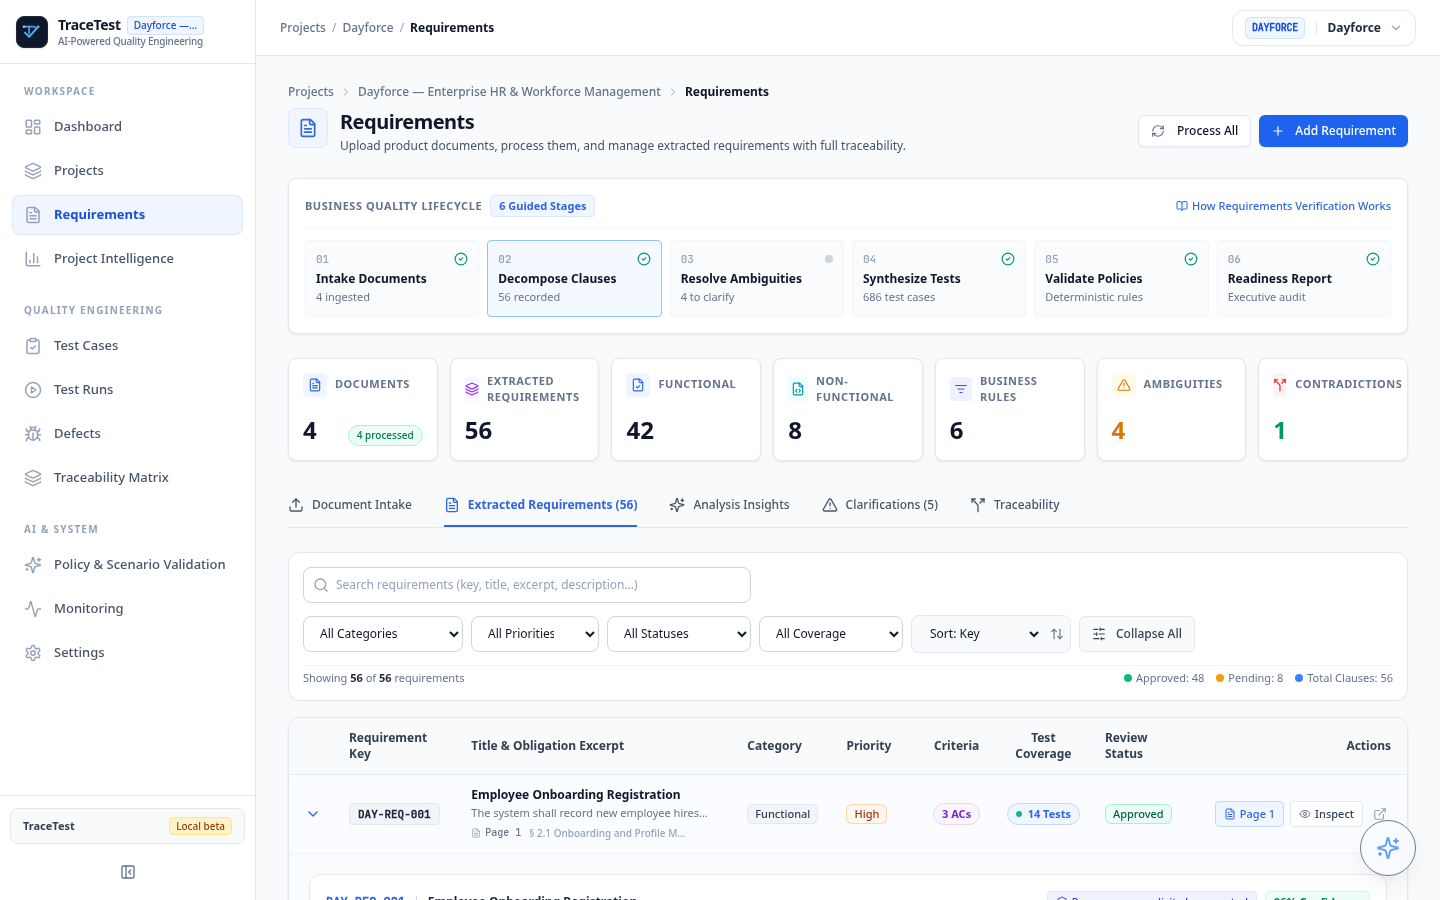 TraceTest
Dayforce —...
AI-Powered Quality Engineering
WORKSPACE
Dashboard
Projects
Requirements
Project Intelligence
QUALITY ENGINEERING
Test Cases
Test Runs
Defects
Traceability Matrix
AI & SYSTEM
Policy & Scenario Validation
Monitoring
Settings
TraceTest
Local beta
Projects / Dayforce / Requirements
DAYFORCE
Dayforce
Projects > Dayforce — Enterprise HR & Workforce Management > Requirements
Requirements
Upload product documents, process them, and manage extracted requirements with full traceability.
Process All
Add Requirement
BUSINESS QUALITY LIFECYCLE
6 Guided Stages
How Requirements Verification Works
01
Intake Documents
4 ingested
02
Decompose Clauses
56 recorded
03
Resolve Ambiguities
4 to clarify
04
Synthesize Tests
686 test cases
05
Validate Policies
Deterministic rules
06
Readiness Report
Executive audit
DOCUMENTS
4
4 processed
EXTRACTED
REQUIREMENTS
56
FUNCTIONAL
42
NON-
FUNCTIONAL
8
BUSINESS
RULES
6
AMBIGUITIES
4
CONTRADICTIONS
1
Document Intake
Extracted Requirements (56)
Analysis Insights
Clarifications (5)
Traceability
Search requirements (key, title, excerpt, description...)
All Categories
All Priorities
All Statuses
All Coverage
Sort: Key
Collapse All
Showing 56 of 56 requirements
Approved: 48
Pending: 8
Total Clauses: 56
Requirement
Key
Title & Obligation Excerpt
Category
Priority
Criteria
Test
Coverage
Review
Status
Actions
DAY-REQ-001
Employee Onboarding Registration
The system shall record new employee hires...
Page 1
§ 2.1 Onboarding and Profile M...
Functional
High
3 ACs
14 Tests
Approved
Page 1
Inspect
DAY-REQ-001
Employee Onboarding Registration